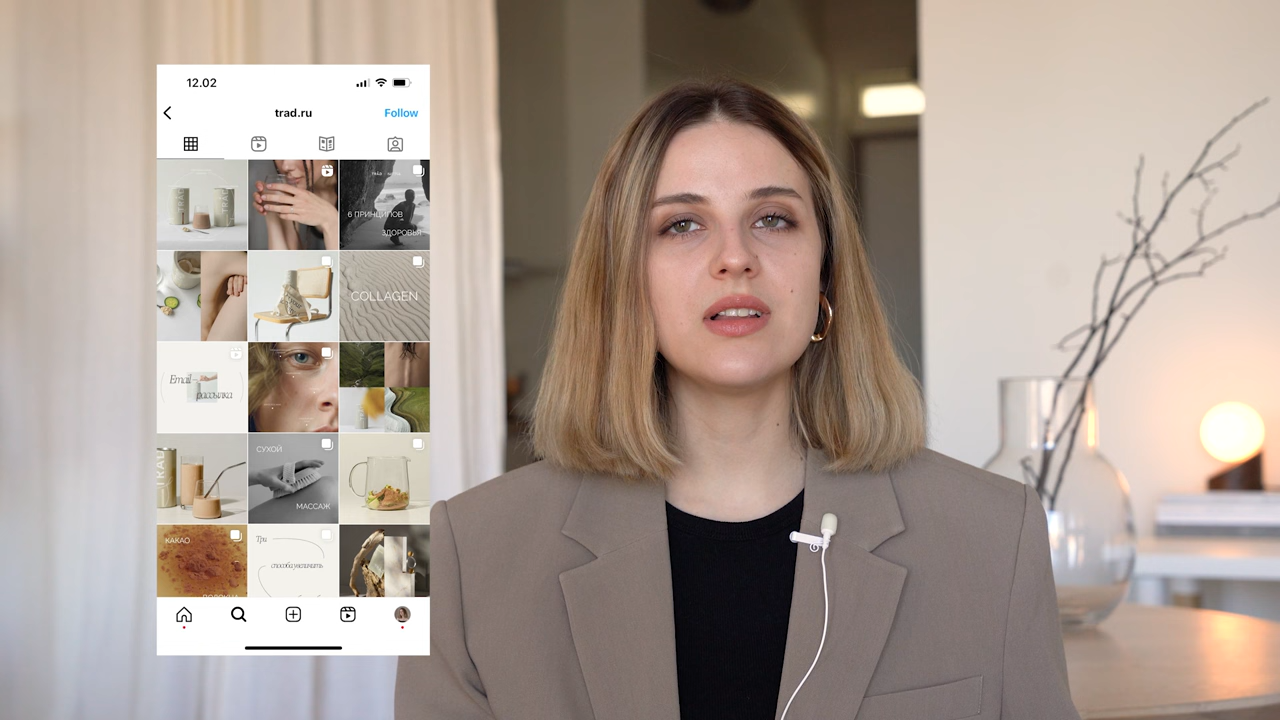 12.02
trad.ru
Follow
6 ПРИНЦИПОВ
ЗДОРОВЬЯ
COLLAGEN
Email
рассылка
СУХОЙ
МАССАЖ
КАКАО
Три
способа увеличить